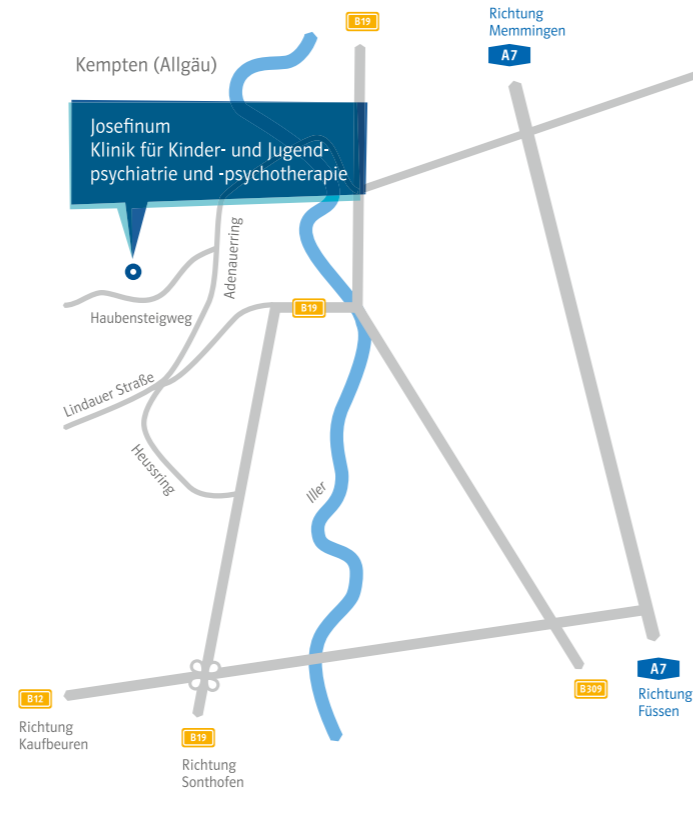 B19
Richtung
Memmingen
A7
Kempten (Allgäu)
Josefinum
Klinik für Kinder- und Jugend-
psychiatrie und -psychotherapie
Adenauerring
Haubensteigweg
B19
Lindauer Straße
Heussring
Iller
A7
Richtung
Füssen
B309
B12
Richtung
Kaufbeuren
B19
Richtung
Sonthofen